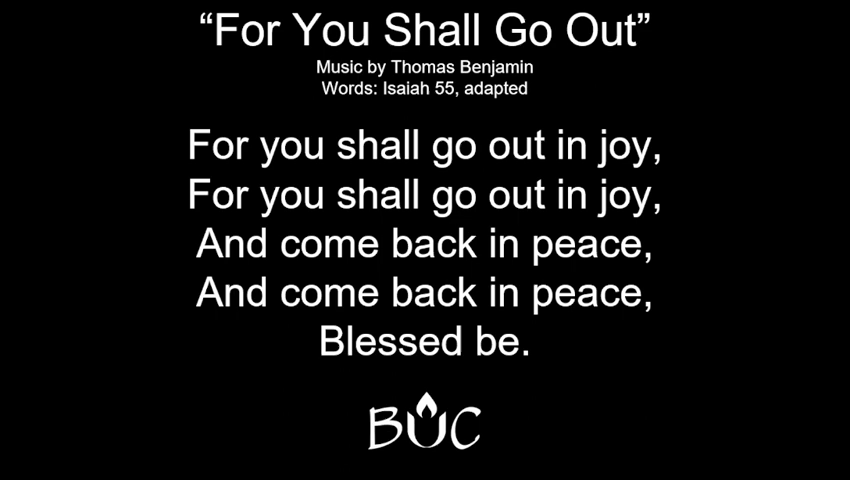 “For You Shall Go Out”
Music by Thomas Benjamin
Words: Isaiah 55, adapted
For you shall go out in joy,
For you shall go out in joy,
And come back in peace,
And come back in peace,
Blessed be.
BUC